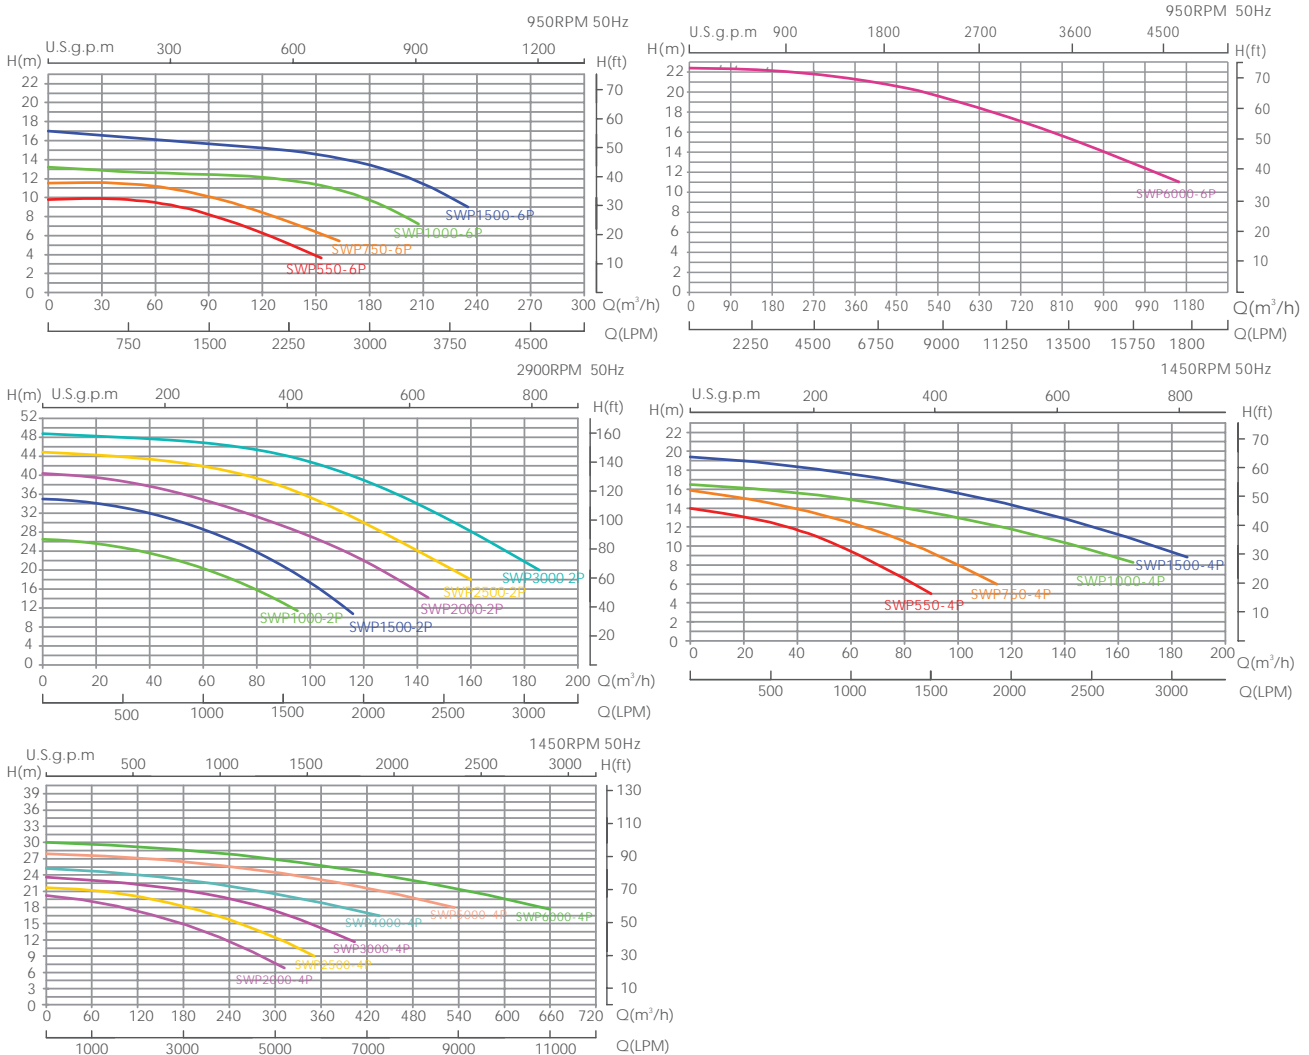 950RPM 50Hz
U.S.g.p.m 300 600 900 1200
H(m) H(ft)
22 20 18 16 14 12 10 8 6 4 2 0
70 60 50 40 30 20 10
SWP1500-6P
SWP1000-6P
SWP750-6P
SWP550-6P
0 30 60 90 120 150 180 210 240 270 300 Q(m³/h)
750 1500 2250 3000 3750 4500 Q(LPM)
950RPM 50Hz
U.S.g.p.m 900 1800 2700 3600 4500
H(m) H(ft)
22 20 18 16 14 12 10 8 6 4 2 0
70 60 50 40 30 20 10
SWP6000-6P
0 90 180 270 360 450 540 630 720 810 900 990 1180 Q(m³/h)
2250 4500 6750 9000 11250 13500 15750 1800 Q(LPM)
2900RPM 50Hz
H(m) U.S.g.p.m 200 400 600 800
H(ft)
52 48 44 40 36 32 28 24 20 16 12 8 4 0
160 140 120 100 80 60 40 20
SWP3000-2P
SWP2500-2P
SWP2000-2P
SWP1000-2P
SWP1500-2P
0 20 40 60 80 100 120 140 160 180 200 Q(m³/h)
500 1000 1500 2000 2500 3000 Q(LPM)
1450RPM 50Hz
U.S.g.p.m 200 400 600 800
H(m) H(ft)
22 20 18 16 14 12 10 8 6 4 2 0
70 60 50 40 30 20 10
SWP1500-4P
SWP1000-4P
SWP750-4P
SWP550-4P
0 20 40 60 80 100 120 140 160 180 200 Q(m³/h)
500 1000 1500 2000 2500 3000 Q(LPM)
1450RPM 50Hz
U.S.g.p.m 500 1000 1500 2000 2500 3000
H(m) H(ft)
39 36 33 30 27 24 21 18 15 12 9 6 3 0
130 110 90 70 50 30 10
SWP5000-4P SWP6000-4P
SWP4000-4P
SWP3000-4P
SWP2500-4P
SWP2000-4P
0 60 120 180 240 300 360 420 480 540 600 660 720 Q(m³/h)
1000 3000 5000 7000 9000 11000 Q(LPM)